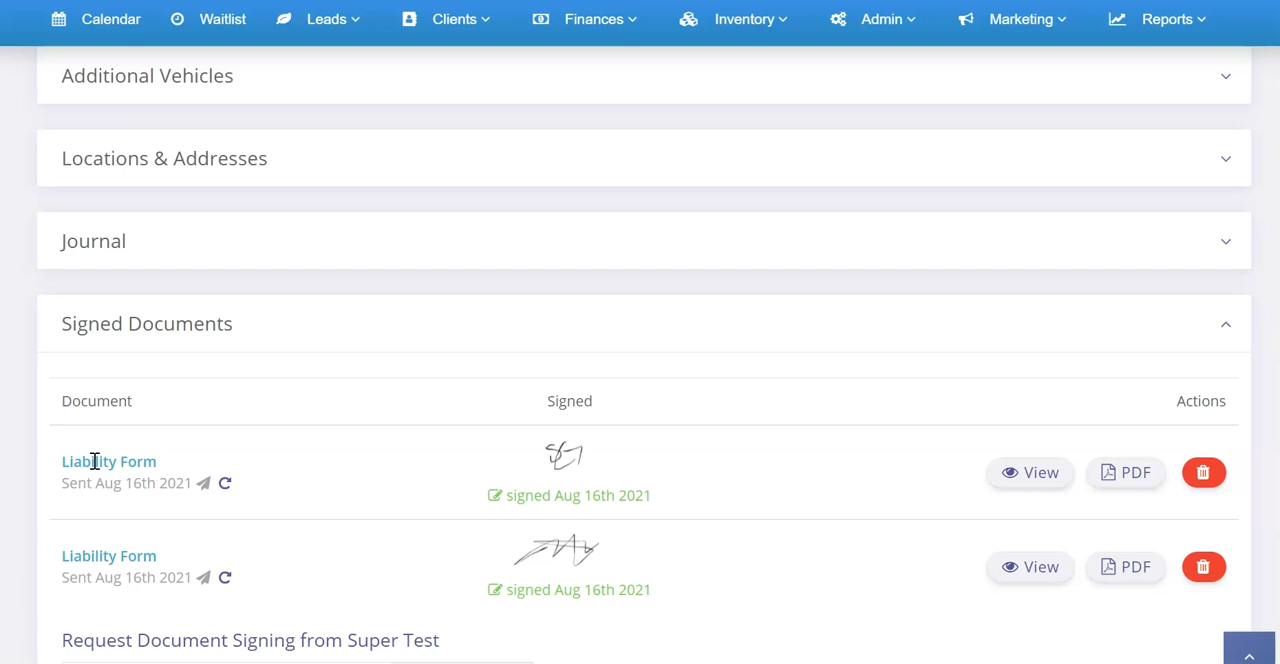 Calendar Waitlist Leads Clients Finances Inventory Admin Marketing Reports
Additional Vehicles
Locations & Addresses
Journal
Signed Documents
Document Signed Actions
Liability Form
Sent Aug 16th 2021
signed Aug 16th 2021
View PDF
Liability Form
Sent Aug 16th 2021
signed Aug 16th 2021
View PDF
Request Document Signing from Super Test